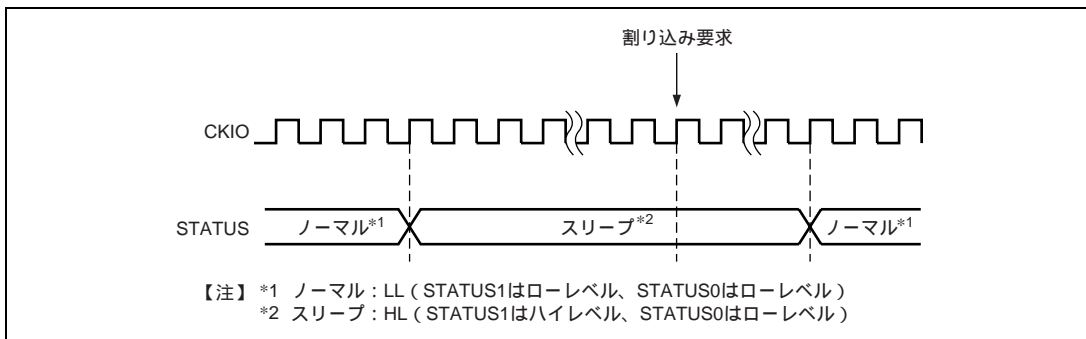 割り込み要求
CKIO
STATUS ノーマル*1 スリープ*2 ノーマル*1
【注】 *1 ノーマル：LL（STATUS1はローレベル、STATUS0はローレベル）
*2 スリープ：HL（STATUS1はハイレベル、STATUS0はローレベル）